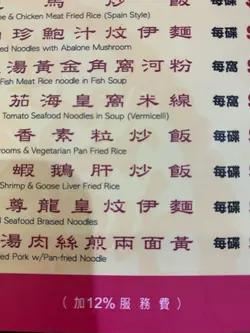 炒 飯
e & Chicken Meat Fried Rice (Spain Style)
每碟
珍 鮑 汁 炆 伊 麵
ed Noodles with Abalone Mushroom
每碟
湯 黃 金 角 窩 河 粉
Fish Meat Rice noodle in Fish Soup
每窩
茄 海 皇 窩 米 線
Tomato Seafood Noodles in Soup (Vermicelli)
每窩
香 素 粒 炒 飯
rooms & Vegetarian Pan Fried Rice
每碟
蝦 鵝 肝 炒 飯
Shrimp & Goose Liver Fried Rice
每碟
尊 龍 皇 炆 伊 麵
l Seafood Braised Noodles
每碟
湯 肉 絲 煎 兩 面 黃
ed Pork w/Pan-fried Noodle
每碟
( 加12% 服 務 費 )